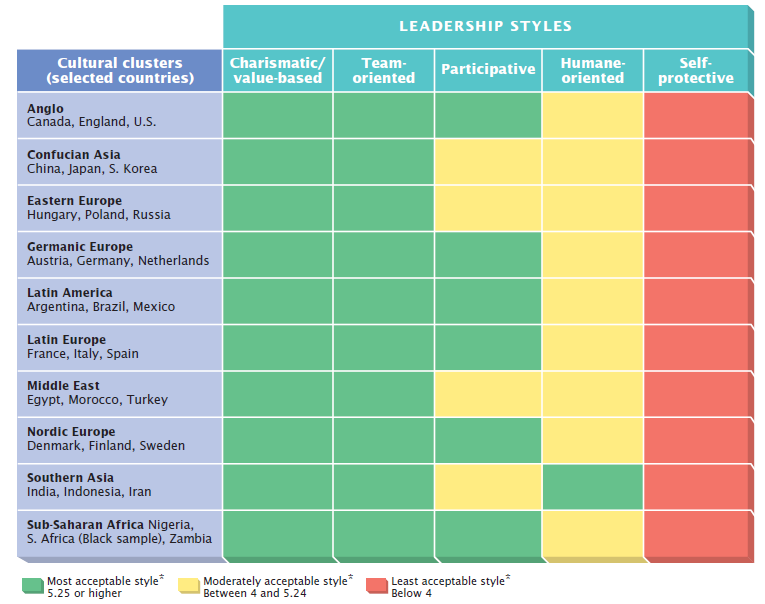 LEADERSHIP STYLES
Cultural clusters
(selected countries)
Charismatic/
value-based
Team-
oriented
Participative
Humane-
oriented
Self-
protective
Anglo
Canada, England, U.S.
Confucian Asia
China, Japan, S. Korea
Eastern Europe
Hungary, Poland, Russia
Germanic Europe
Austria, Germany, Netherlands
Latin America
Argentina, Brazil, Mexico
Latin Europe
France, Italy, Spain
Middle East
Egypt, Morocco, Turkey
Nordic Europe
Denmark, Finland, Sweden
Southern Asia
India, Indonesia, Iran
Sub-Saharan Africa Nigeria,
S. Africa (Black sample), Zambia
Most acceptable style*
5.25 or higher
Moderately acceptable style*
Between 4 and 5.24
Least acceptable style*
Below 4